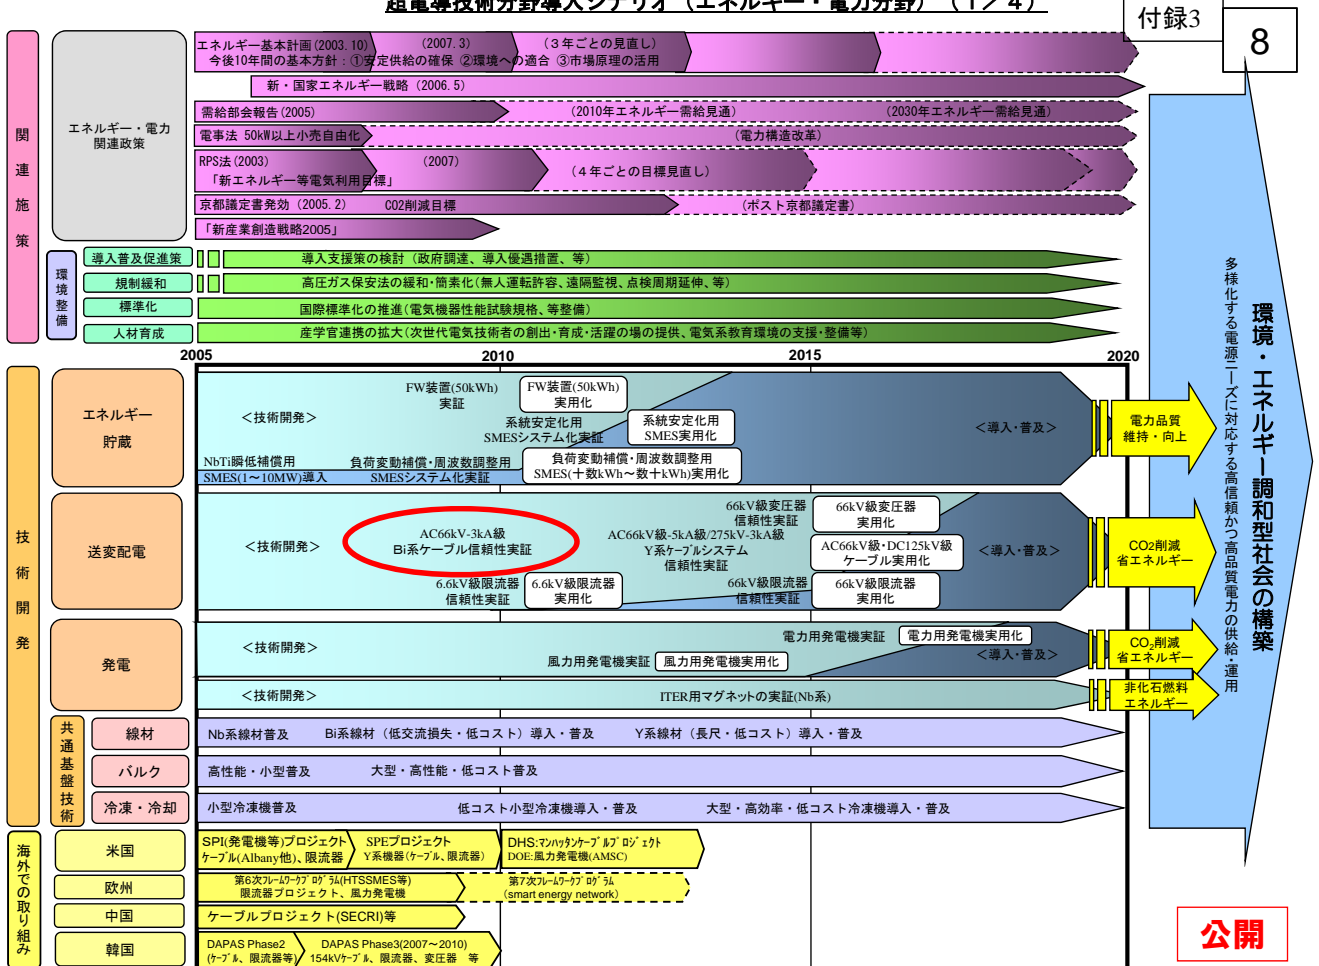 超電導技術分野導入シナリオ（エネルギー・電力分野）（１／４）
付録3
8
関連施策
エネルギー・電力
関連政策
エネルギー基本計画(2003.10)
(2007.3)
(３年ごとの見直し)
今後10年間の基本方針：①安定供給の確保 ②環境への適合 ③市場原理の活用
新・国家エネルギー戦略 (2006.5)
需給部会報告(2005)
(2010年エネルギー需給見通)
(2030年エネルギー需給見通)
電事法 50kW以上小売自由化
(電力構造改革)
RPS法(2003)
(2007)
「新エネルギー等電気利用目標」
(４年ごとの目標見直し)
京都議定書発効 (2005.2)
CO2削減目標
(ポスト京都議定書)
「新産業創造戦略2005」
環境整備
導入普及促進策
導入支援策の検討 (政府調達、導入優遇措置、等)
規制緩和
高圧ガス保安法の緩和・簡素化(無人運転許容、遠隔監視、点検周期延伸、等)
標準化
国際標準化の推進(電気機器性能試験規格、等整備)
人材育成
産学官連携の拡大(次世代電気技術者の創出・育成・活躍の場の提供、電気系教育環境の支援・整備等)
2005
2010
2015
2020
技術開発
エネルギー
貯蔵
＜技術開発＞
FW装置(50kWh)
実証
FW装置(50kWh)
実用化
系統安定化用
SMESシステム化実証
系統安定化用
SMES実用化
NbTi瞬低補償用
SMES(1～10MW)導入
負荷変動補償・周波数調整用
SMESシステム化実証
負荷変動補償・周波数調整用
SMES(十数kWh～数十kWh)実用化
＜導入・普及＞
電力品質
維持・向上
送変配電
＜技術開発＞
AC66kV-3kA級
Bi系ケーブル信頼性実証
66kV級変圧器
信頼性実証
66kV級変圧器
実用化
AC66kV級-5kA級/275kV-3kA級
Y系ケーブルシステム
信頼性実証
AC66kV級・DC125kV級
ケーブル実用化
6.6kV級限流器
信頼性実証
6.6kV級限流器
実用化
66kV級限流器
信頼性実証
66kV級限流器
実用化
＜導入・普及＞
CO2削減
省エネルギー
発電
＜技術開発＞
電力用発電機実証
電力用発電機実用化
風力用発電機実証
風力用発電機実用化
＜導入・普及＞
CO2削減
省エネルギー
＜技術開発＞
ITER用マグネットの実証(Nb系)
非化石燃料
エネルギー
共通基盤技術
線材
Nb系線材普及
Bi系線材（低交流損失・低コスト）導入・普及
Y系線材（長尺・低コスト）導入・普及
バルク
高性能・小型普及
大型・高性能・低コスト普及
冷凍・冷却
小型冷凍機普及
低コスト小型冷凍機導入・普及
大型・高効率・低コスト冷凍機導入・普及
海外での取り組み
米国
SPI(発電機等)プロジェクト
ケーブル(Albany他)、限流器
SPEプロジェクト
Y系機器(ケーブル、限流器)
DHS:マンハッタンケーブルプロジェクト
DOE:風力発電機(AMSC)
欧州
第6次フレームワークプログラム(HTSSMES等)
限流器プロジェクト、風力発電機
第7次フレームワークプログラム
(smart energy network)
中国
ケーブルプロジェクト(SECRI)等
韓国
DAPAS Phase2
(ケーブル、限流器等)
DAPAS Phase3(2007～2010)
154kVケーブル、限流器、変圧器 等
環境・エネルギー調和型社会の構築
多様化する電源ニーズに対応する高信頼かつ高品質電力の供給・運用
公開